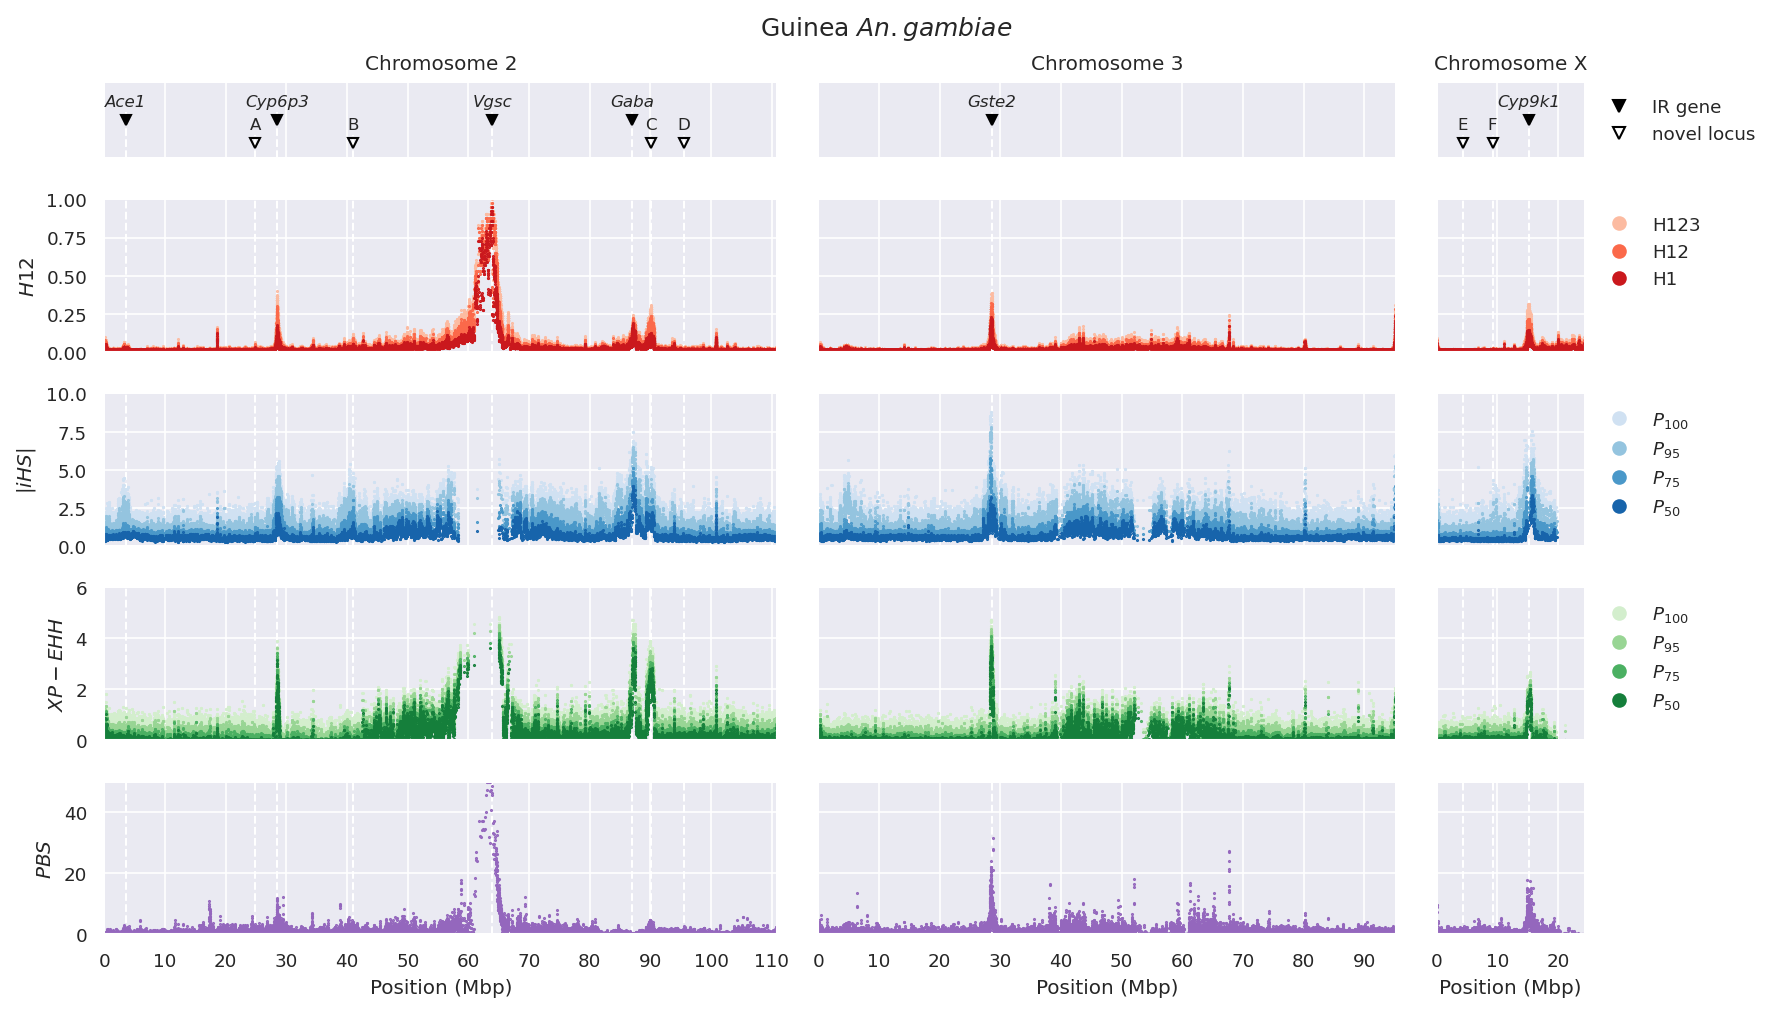 Guinea An. gambiae
Chromosome 2
Chromosome 3
Chromosome X
Ace1
Cyp6p3
Vgsc
Gaba
Gste2
Cyp9k1
A
B
C
D
E
F
IR gene
novel locus
H12
1.00
0.75
0.50
0.25
0.00
H123
H12
H1
|iHS|
10.0
7.5
5.0
2.5
0.0
P100
P95
P75
P50
XP−EHH
6
4
2
0
P100
P95
P75
P50
PBS
40
20
0
0 10 20 30 40 50 60 70 80 90 100 110
0 10 20 30 40 50 60 70 80 90
0 10 20
Position (Mbp)
Position (Mbp)
Position (Mbp)